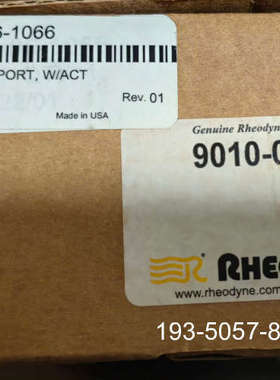 6-1066
PORT, W/ACT
Rev. 01
Made in USA
Genuine Rheodyne
9010-0
RHEO
www.rheodyne.com
193-5057-8